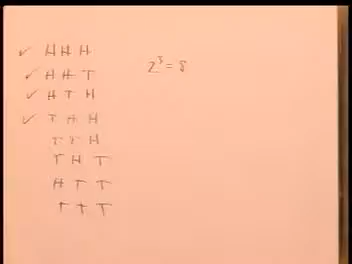 ✓ H H H
✓ H H T
✓ H T H
✓ T H H
T T H
T H T
H T T
T T T
2³ = 8